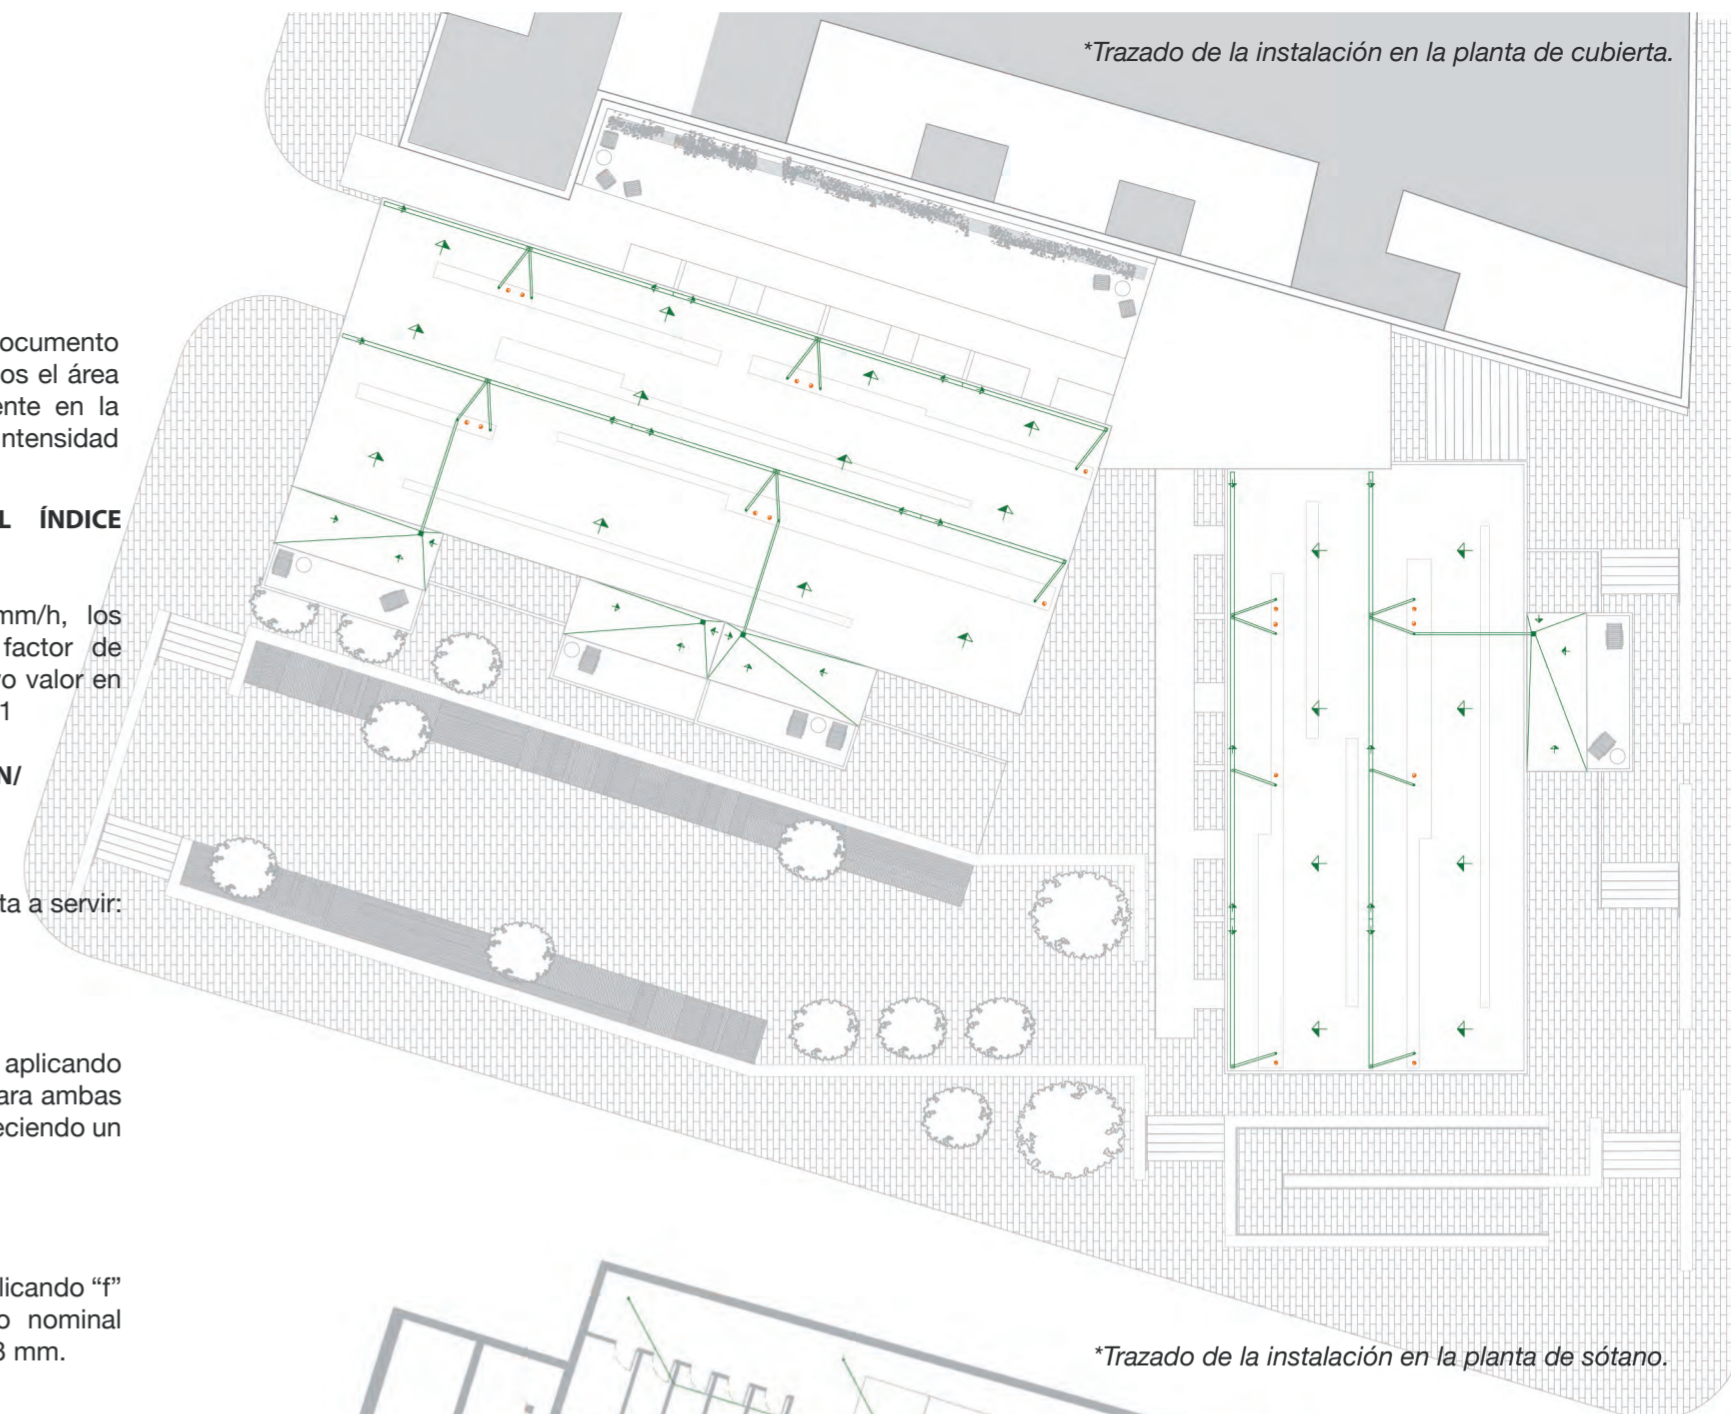 *Trazado de la instalación en la planta de cubierta.
ocumento
os el área
ente en la
intensidad
L ÍNDICE
mm/h, los
factor de
o valor en
1
N/
ta a servir:
aplicando
ara ambas
eciendo un
licando “f”
o nominal
3 mm.
*Trazado de la instalación en la planta de sótano.